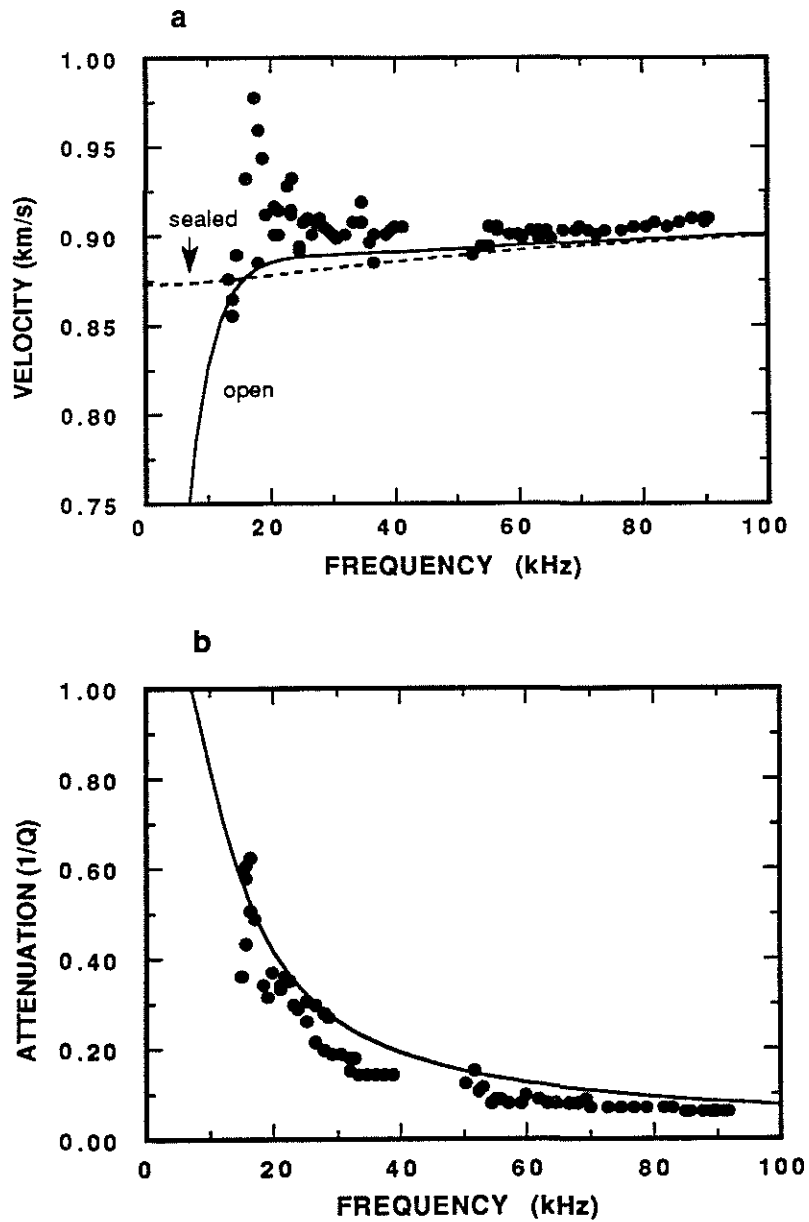 a
1.00
0.95
0.90
0.85
0.80
0.75
VELOCITY (km/s)
sealed
open
0 20 40 60 80 100
FREQUENCY (kHz)
b
1.00
0.80
0.60
0.40
0.20
0.00
ATTENUATION (1/Q)
0 20 40 60 80 100
FREQUENCY (kHz)